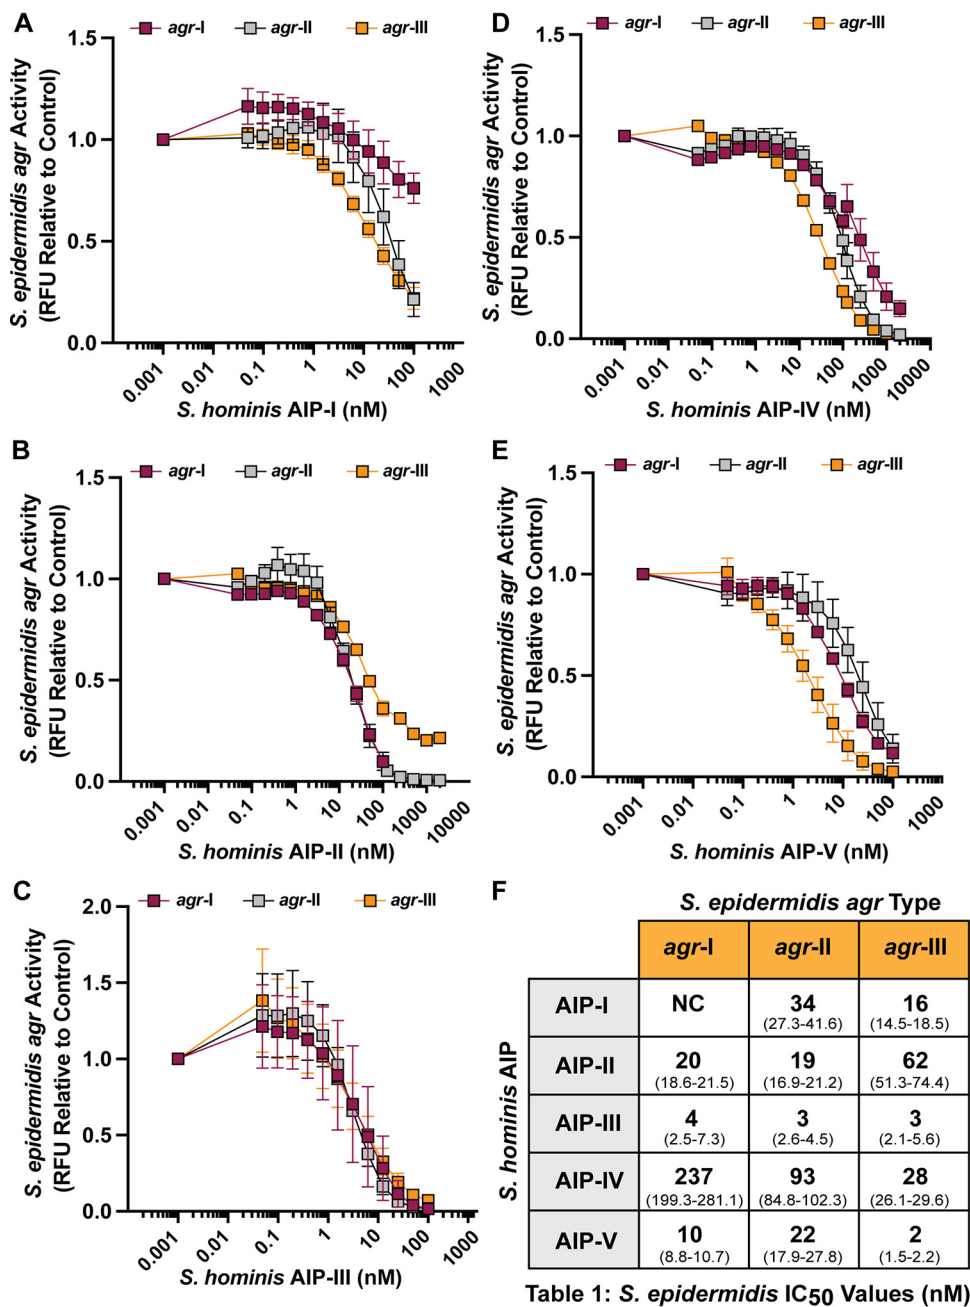 A
agr-I agr-II agr-III
S. epidermidis agr Activity
(RFU Relative to Control)
1.5
1.0
0.5
0.0
0.001 0.01 0.1 1 10 100 1000
S. hominis AIP-I (nM)
B
agr-I agr-II agr-III
S. epidermidis agr Activity
(RFU Relative to Control)
1.5
1.0
0.5
0.0
0.001 0.01 0.1 1 10 100 1000 10000
S. hominis AIP-II (nM)
C
agr-I agr-II agr-III
S. epidermidis agr Activity
(RFU Relative to Control)
2.0
1.5
1.0
0.5
0.0
0.001 0.01 0.1 1 10 100 1000
S. hominis AIP-III (nM)
D
agr-I agr-II agr-III
S. epidermidis agr Activity
(RFU Relative to Control)
1.5
1.0
0.5
0.0
0.001 0.01 0.1 1 10 100 1000 10000
S. hominis AIP-IV (nM)
E
agr-I agr-II agr-III
S. epidermidis agr Activity
(RFU Relative to Control)
1.5
1.0
0.5
0.0
0.001 0.01 0.1 1 10 100 1000
S. hominis AIP-V (nM)
F
S. epidermidis agr Type
agr-I agr-II agr-III
S. hominis AIP
AIP-I NC 34 16
(27.3-41.6) (14.5-18.5)
AIP-II 20 19 62
(18.6-21.5) (16.9-21.2) (51.3-74.4)
AIP-III 4 3 3
(2.5-7.3) (2.6-4.5) (2.1-5.6)
AIP-IV 237 93 28
(199.3-281.1) (84.8-102.3) (26.1-29.6)
AIP-V 10 22 2
(8.8-10.7) (17.9-27.8) (1.5-2.2)
Table 1: S. epidermidis IC50 Values (nM)